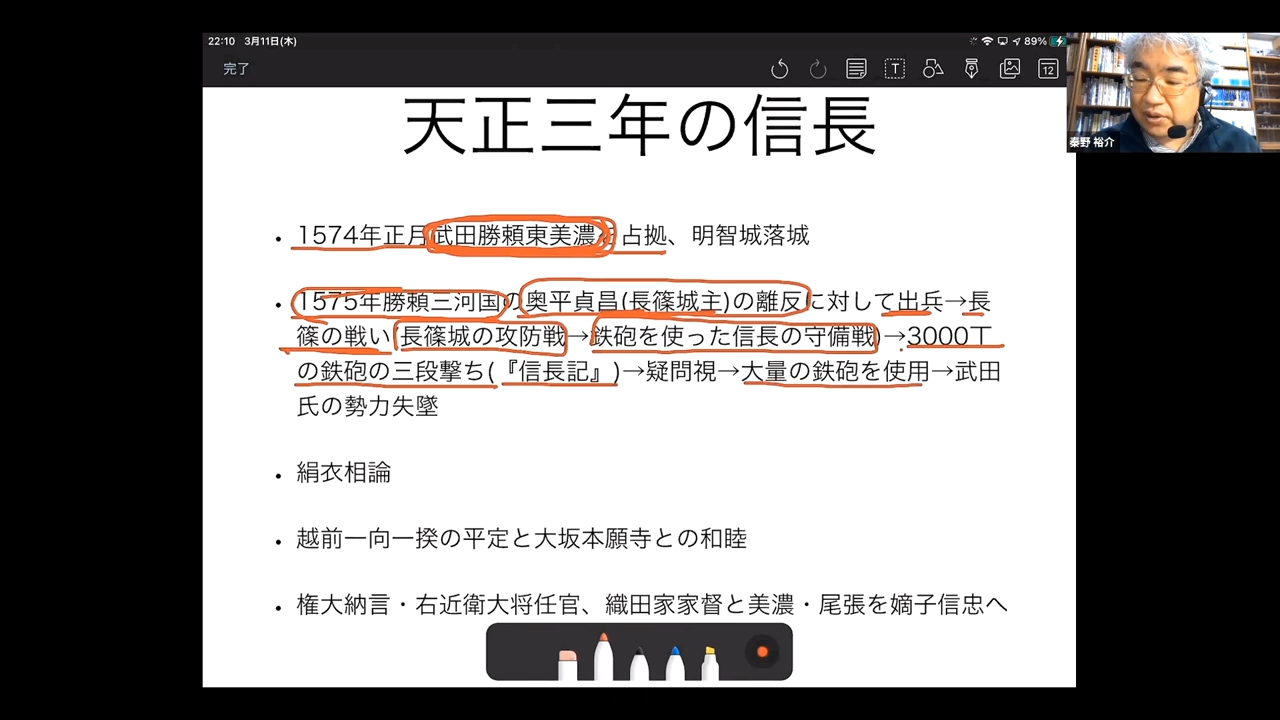 22:10 3月11日(木)
89%
完了
T
12
秦野 裕介
天正三年の信長
• 1574年正月武田勝頼東美濃を占拠、明智城落城
• 1575年勝頼三河国の奥平貞昌(長篠城主)の離反に対して出兵→長
篠の戦い(長篠城の攻防戦→鉄砲を使った信長の守備戦)→3000丁
の鉄砲の三段撃ち(『信長記』)→疑問視→大量の鉄砲を使用→武田
氏の勢力失墜
• 絹衣相論
• 越前一向一揆の平定と大坂本願寺との和睦
• 権大納言・右近衛大将任官、織田家家督と美濃・尾張を嫡子信忠へ